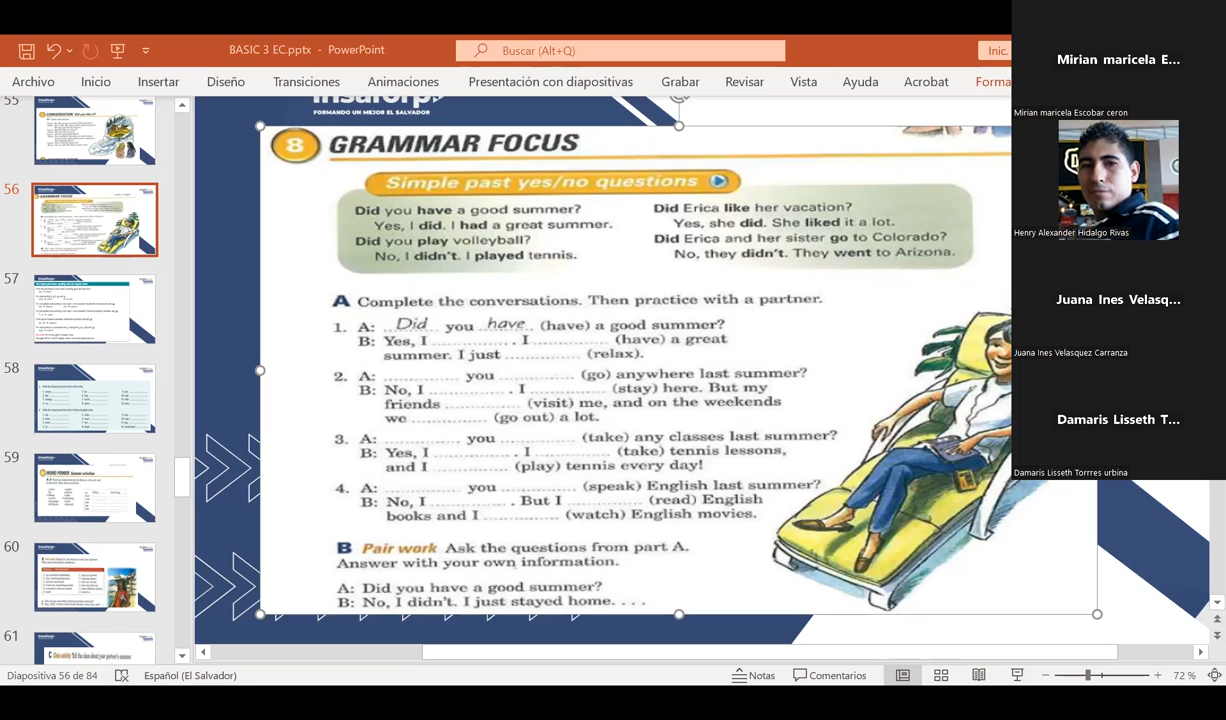 BASIC 3 EC.pptx - PowerPoint
Buscar (Alt+Q)
Inic.
Archivo Inicio Insertar Diseño Transiciones Animaciones Presentación con diapositivas Grabar Revisar Vista Ayuda Acrobat Forma
55
56
57
58
59
60
61
FORMANDO UN MEJOR EL SALVADOR
8 GRAMMAR FOCUS
Simple past yes/no questions
Did you have a good summer?
Yes, I did. I had a great summer.
Did you play volleyball?
No, I didn't. I played tennis.
Did Erica like her vacation?
Yes, she did. She liked it a lot.
Did Erica and her sister go to Colorado?
No, they didn't. They went to Arizona.
A Complete the conversations. Then practice with a partner.
1. A: Did you have (have) a good summer?
B: Yes, I ............ . I ............ (have) a great
summer. I just ............ (relax).
2. A: ............ you ............ (go) anywhere last summer?
B: No, I ............ . I ............ (stay) here. But my
friends ............ (visit) me, and on the weekends
we ............ (go out) a lot.
3. A: ............ you ............ (take) any classes last summer?
B: Yes, I ............ . I ............ (take) tennis lessons,
and I ............ (play) tennis every day!
4. A: ............ you ............ (speak) English last summer?
B: No, I ............ . But I ............ (read) English
books and I ............ (watch) English movies.
B Pair work Ask the questions from part A.
Answer with your own information.
A: Did you have a good summer?
B: No, I didn't. I just stayed home. . . .
Mirian maricela E...
Mirian maricela Escobar ceron
Henry Alexander Hidalgo Rivas
Juana Ines Velasq...
Juana Ines Velasquez Carranza
Damaris Lisseth T...
Damaris Lisseth Torrres urbina
Diapositiva 56 de 84
Español (El Salvador)
Notas
Comentarios
72 %